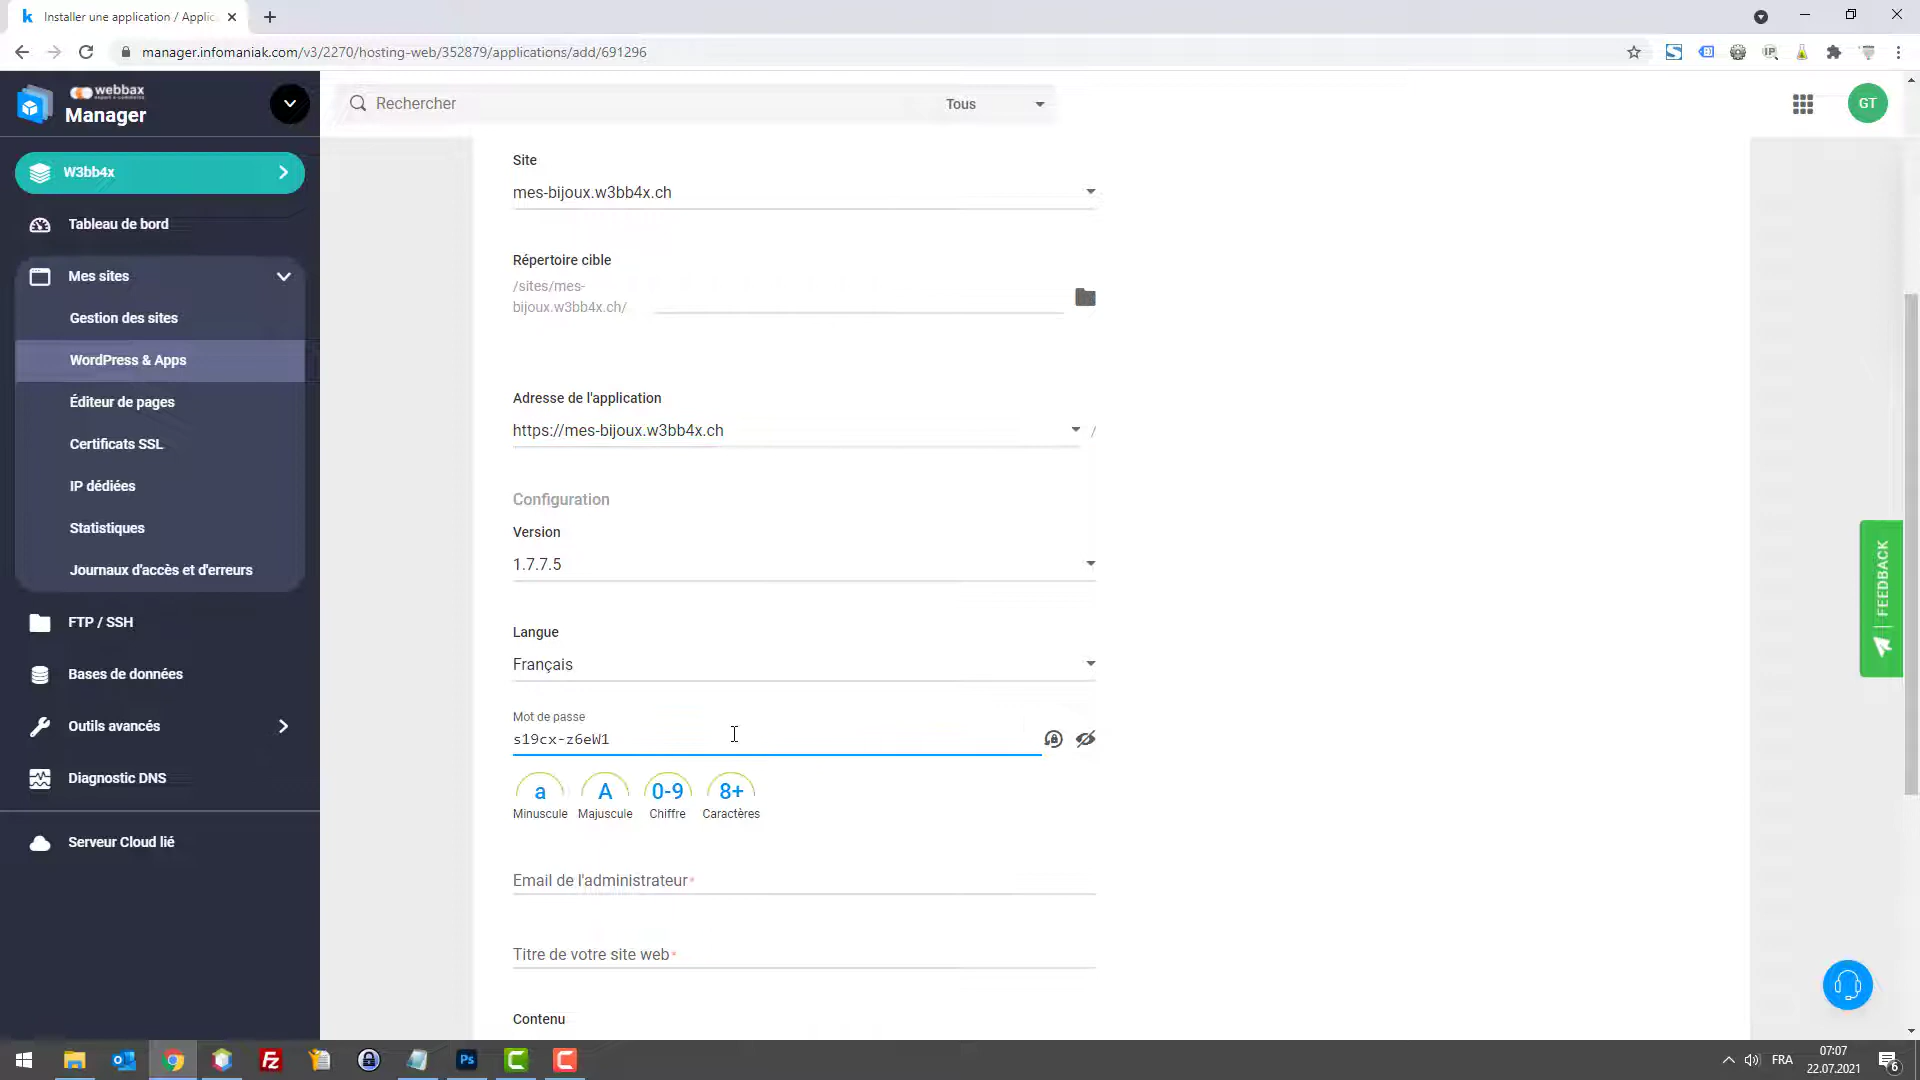 Installer une application / Applic
manager.infomaniak.com/v3/2270/hosting-web/352879/applications/add/691296
webbax
Manager
Rechercher
Tous
GT
W3bb4x
Tableau de bord
Mes sites
Gestion des sites
WordPress & Apps
Éditeur de pages
Certificats SSL
IP dédiées
Statistiques
Journaux d'accès et d'erreurs
FTP / SSH
Bases de données
Outils avancés
Diagnostic DNS
Serveur Cloud lié
Site
mes-bijoux.w3bb4x.ch
Répertoire cible
/sites/mes-
bijoux.w3bb4x.ch/
Adresse de l'application
https://mes-bijoux.w3bb4x.ch /
Configuration
Version
1.7.7.5
Langue
Français
Mot de passe
s19cx-z6eW1
a A 0-9 8+
Minuscule Majuscule Chiffre Caractères
Email de l'administrateur*
Titre de votre site web*
Contenu
FEEDBACK
FRA
07:07
22.07.2021
6